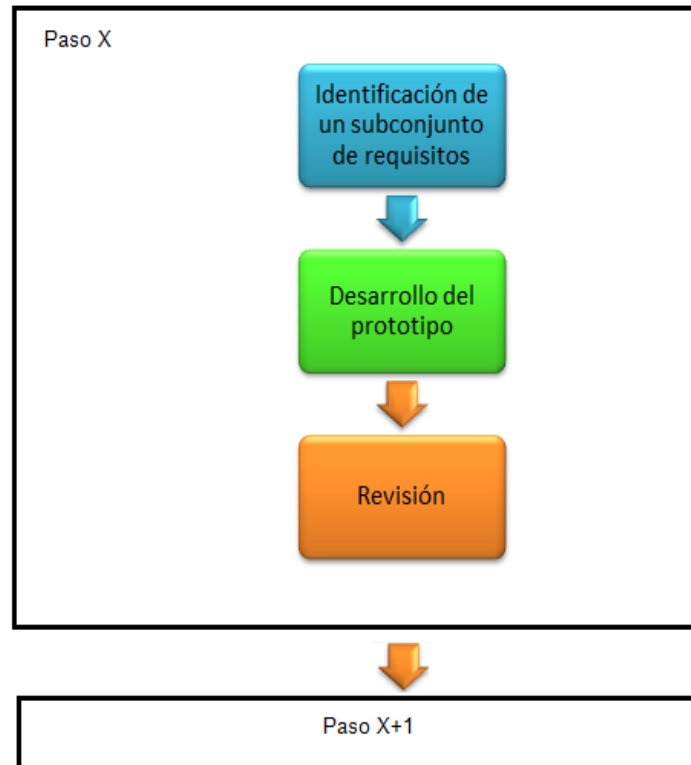 Paso X
Identificación de
un subconjunto
de requisitos
Desarrollo del
prototipo
Revisión
Paso X+1